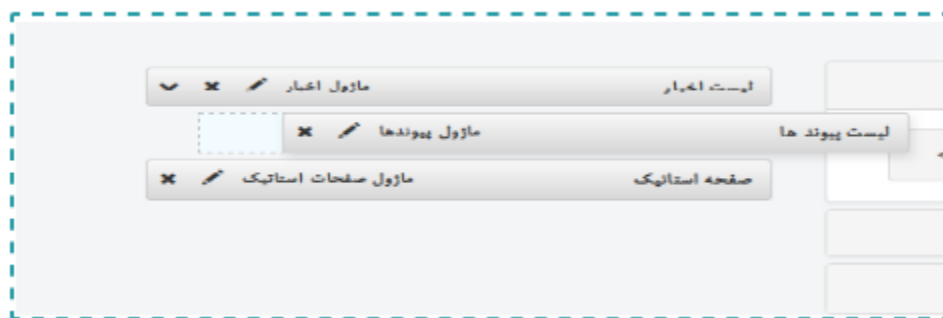 لیست اخبار ماژول اخبار
لیست پیوند ها ماژول پیوندها
صفحه استاتیک ماژول صفحات استاتیک